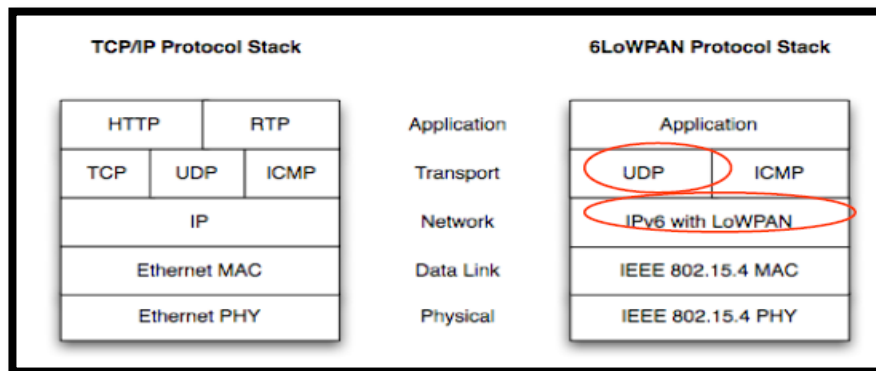 TCP/IP Protocol Stack 6LoWPAN Protocol Stack
HTTP RTP Application Application
TCP UDP ICMP Transport UDP ICMP
IP Network IPv6 with LoWPAN
Ethernet MAC Data Link IEEE 802.15.4 MAC
Ethernet PHY Physical IEEE 802.15.4 PHY